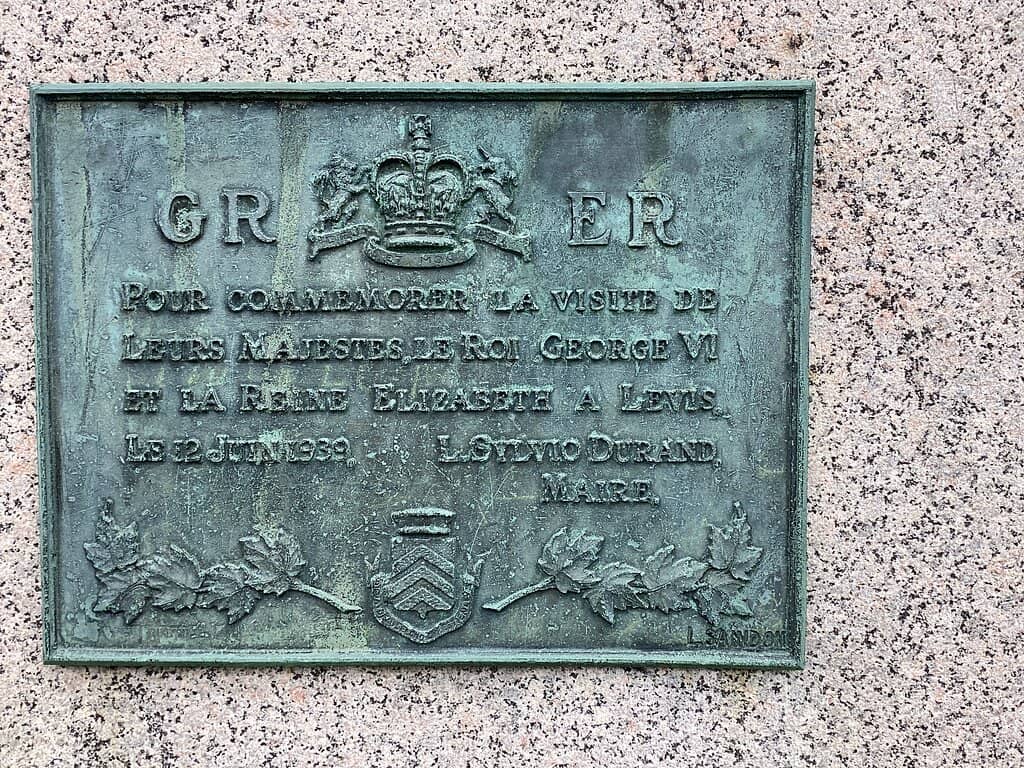 GR ER
POUR COMMEMORER LA VISITE DE
LEURS MAJESTES, LE ROI GEORGE VI
ET LA REINE ELIZABETH A LEVIS,
LE 12 JUIN 1939. L. SYLVIO DURAND,
MAIRE.
L. SANDON